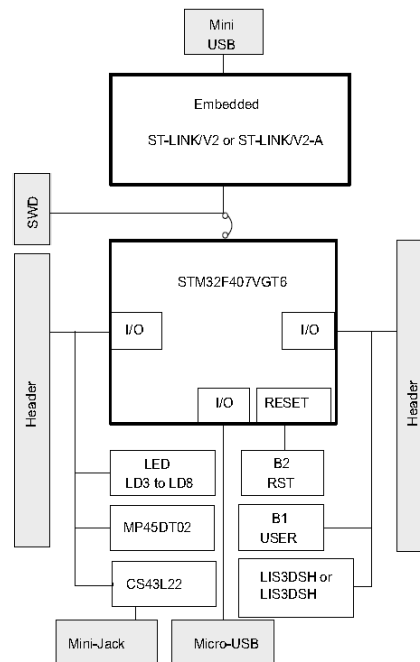 Mini
USB
Embedded
ST-LINK/V2 or ST-LINK/V2-A
SWD
STM32F407VGT6
I/O
I/O
Header
Header
I/O
RESET
LED
LD3 to LD8
B2
RST
MP45DT02
B1
USER
CS43L22
LIS3DSH or
LIS3DSH
Mini-Jack
Micro-USB